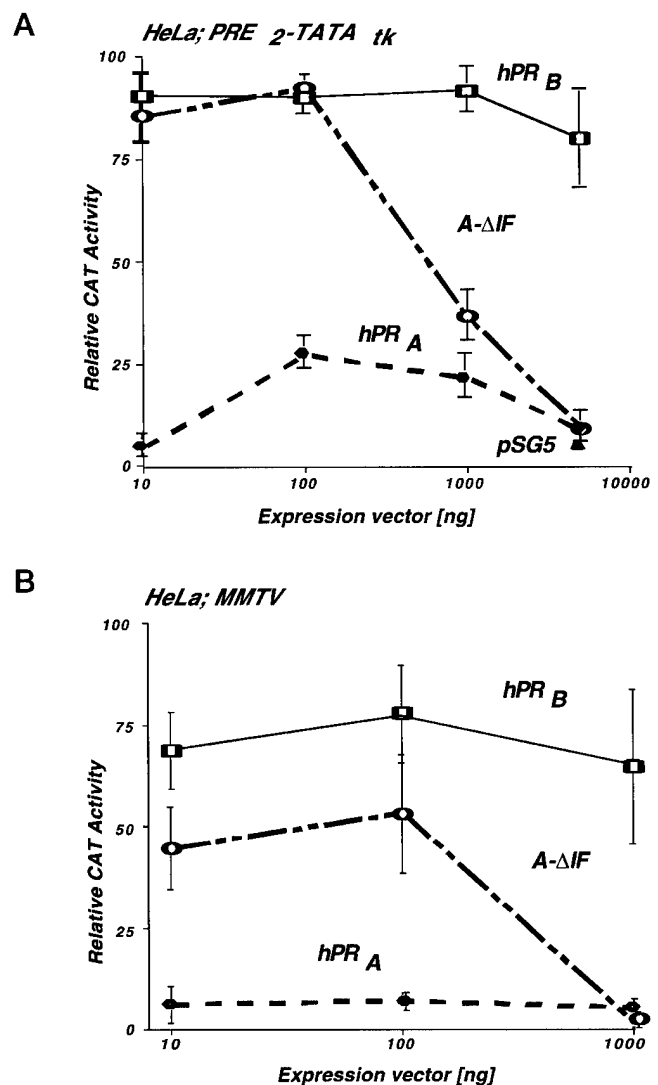 A
HeLa; PRE 2-TATA tk
100
75
50
25
0
Relative CAT Activity
hPR B
A-ΔIF
hPR A
pSG5
10
100
1000
10000
Expression vector [ng]
B
HeLa; MMTV
100
75
50
25
0
Relative CAT Activity
hPR B
A-ΔIF
hPR A
10
100
1000
Expression vector [ng]